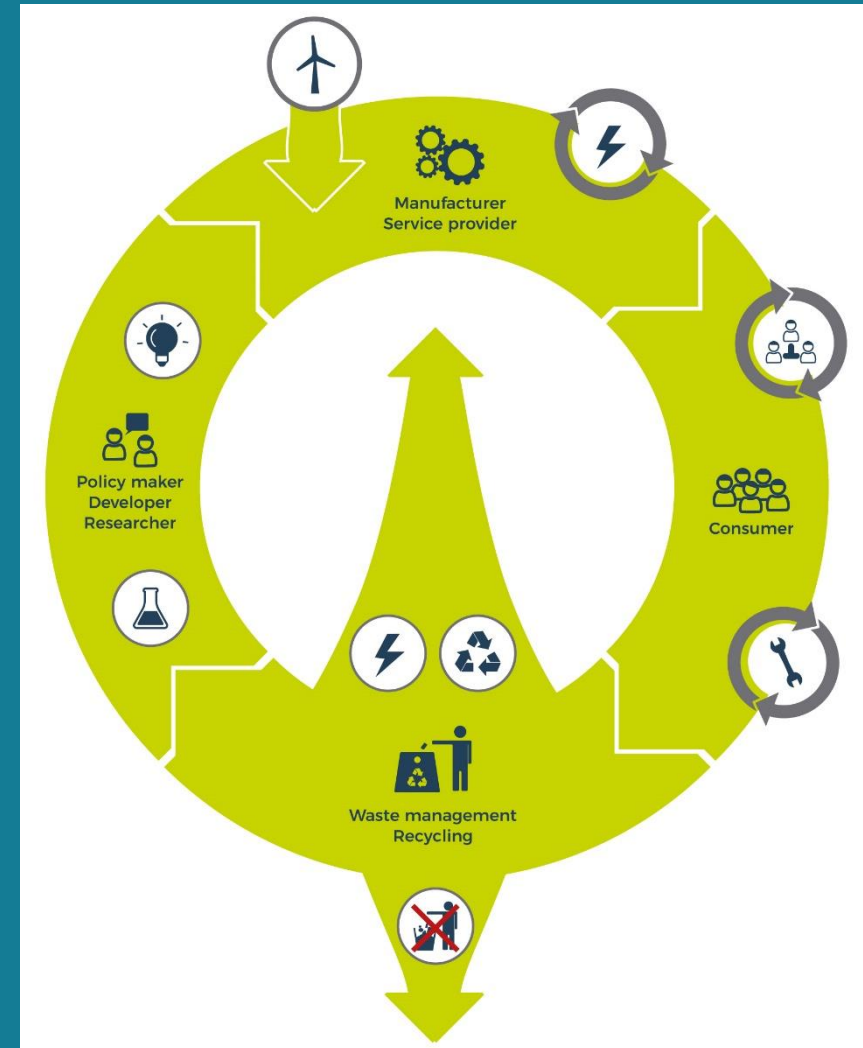 Manufacturer
Service provider
Policy maker
Developer
Researcher
Consumer
Waste management
Recycling